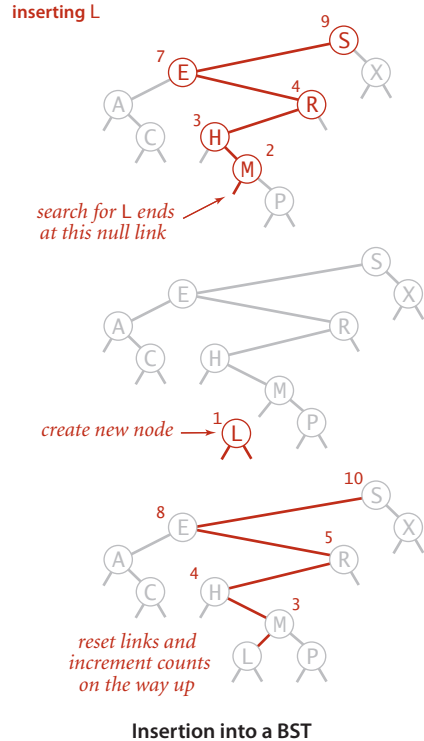 inserting L
9
S
7
E
X
4
A
R
3
C
H
2
M
P
search for L ends
at this null link
S
E
X
A
R
C
H
M
P
1
create new node
L
10
S
8
E
X
5
A
R
4
C
H
3
M
reset links and
L
P
increment counts
on the way up
Insertion into a BST